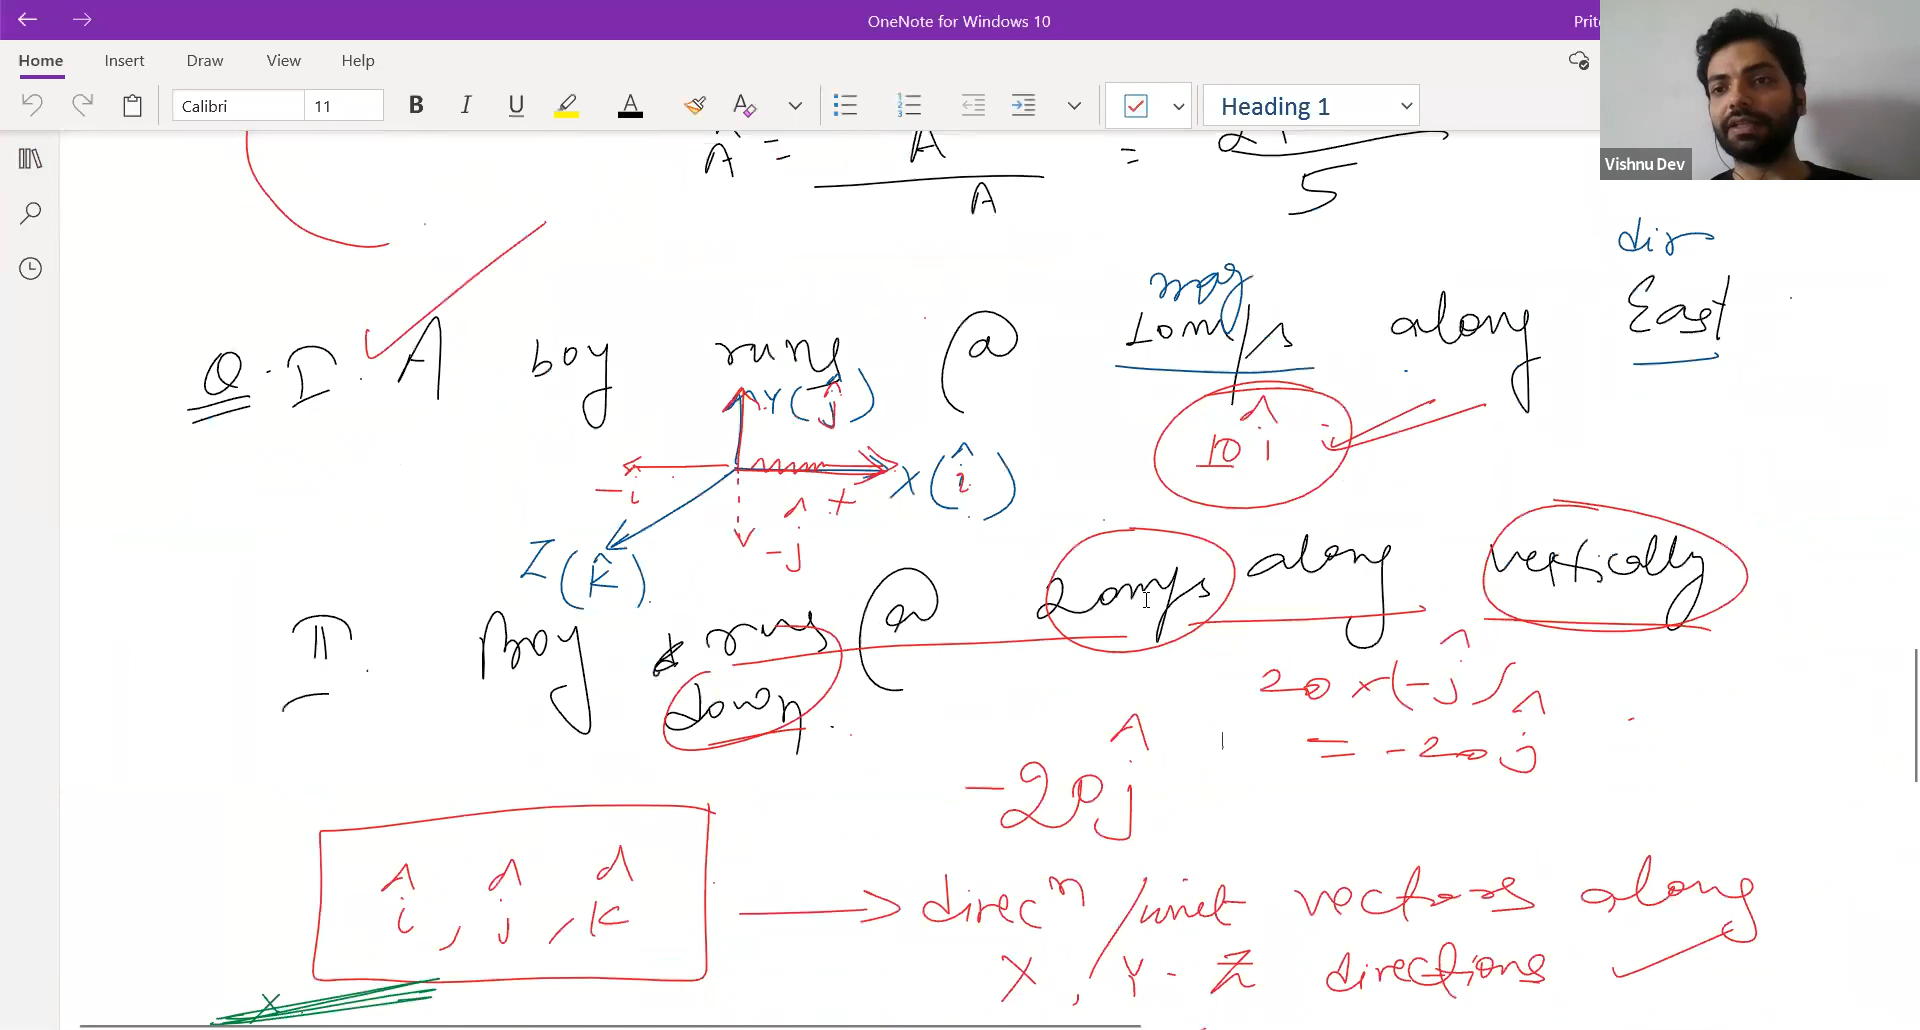 OneNote for Windows 10
Prit
Home Insert Draw View Help
Calibri 11 B I U A Heading 1
Vishnu Dev
Â = A / A = / 5
dir
mag
Q. I. A boy runs @ 10m/s along East
Y(ĵ)
10 î
-i + X(î)
-ĵ
Z(k̂)
II. Boy runs @ 20m/s along vertically
down.
20 x(-ĵ)
= -20ĵ
-20ĵ
î, ĵ, k̂ → direcⁿ/unit vectors along
X, Y - Z directions
X